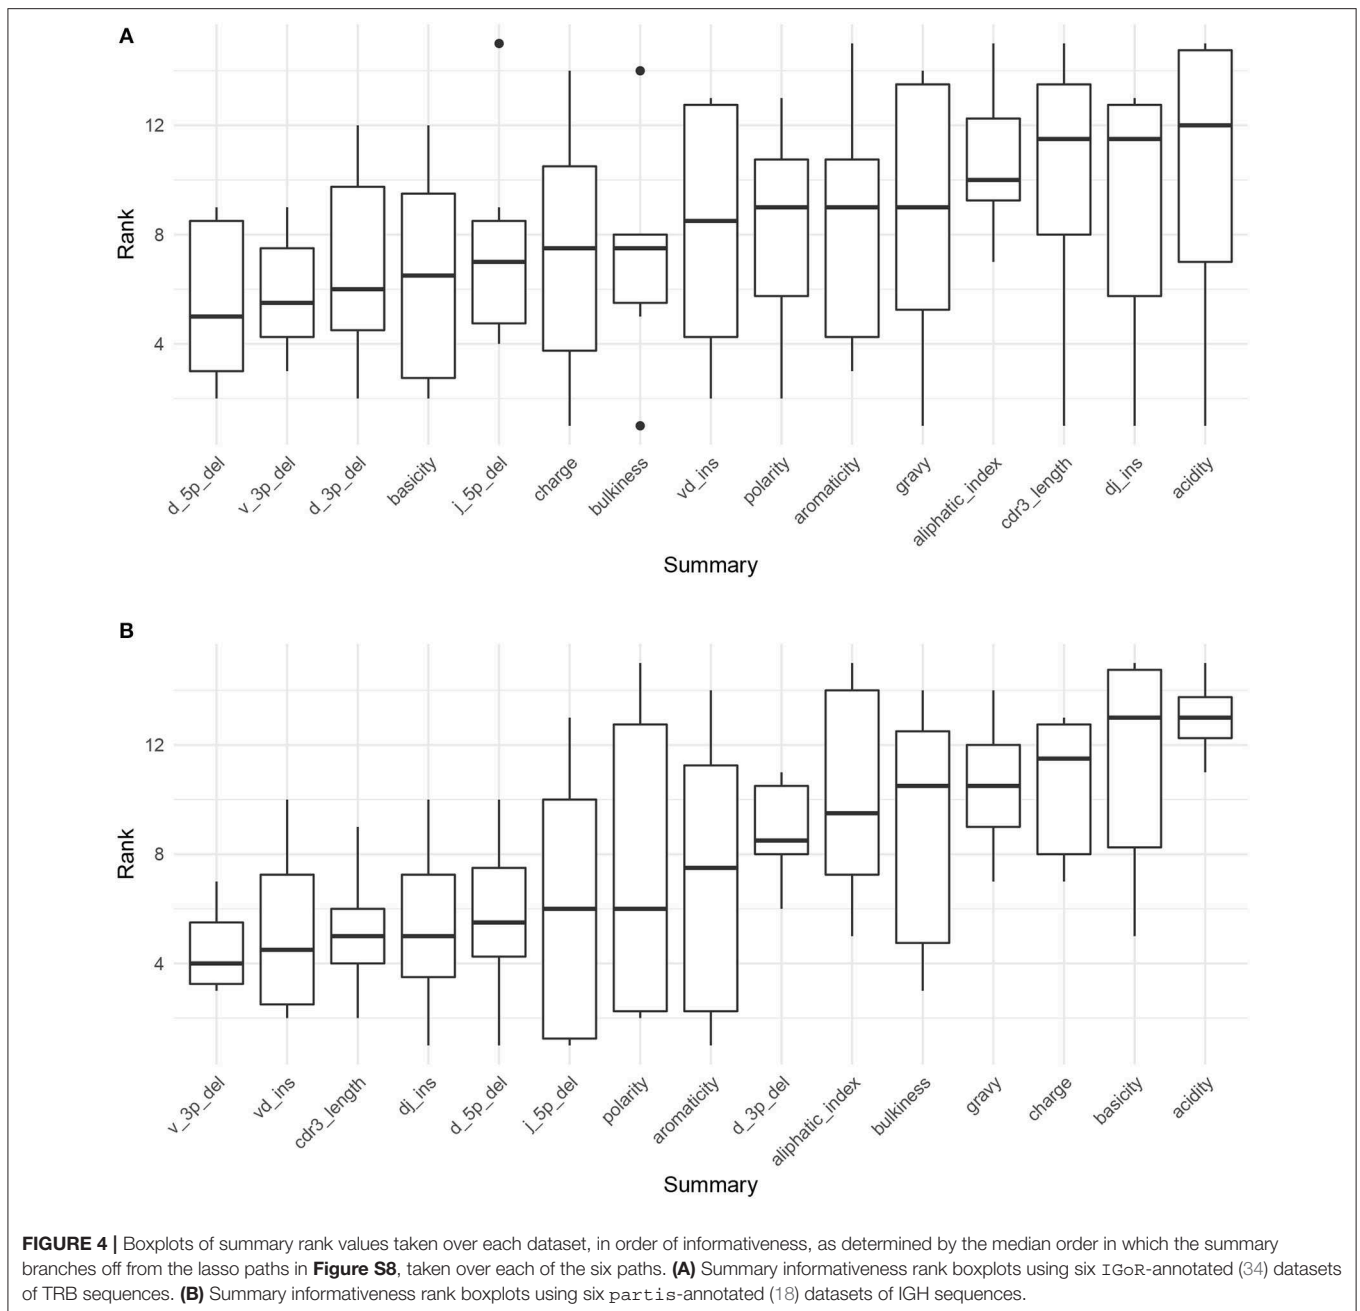 A
12
8
4
Rank
d_5p_del
v_3p_del
d_3p_del
basicity
j_5p_del
charge
bulkiness
vd_ins
polarity
aromaticity
gravy
aliphatic_index
cdr3_length
dj_ins
acidity
Summary
B
12
8
4
Rank
v_3p_del
vd_ins
cdr3_length
dj_ins
d_5p_del
j_5p_del
polarity
aromaticity
d_3p_del
aliphatic_index
bulkiness
gravy
charge
basicity
acidity
Summary
FIGURE 4 | Boxplots of summary rank values taken over each dataset, in order of informativeness, as determined by the median order in which the summary
branches off from the lasso paths in Figure S8, taken over each of the six paths. (A) Summary informativeness rank boxplots using six IGoR-annotated (34) datasets
of TRB sequences. (B) Summary informativeness rank boxplots using six partis-annotated (18) datasets of IGH sequences.